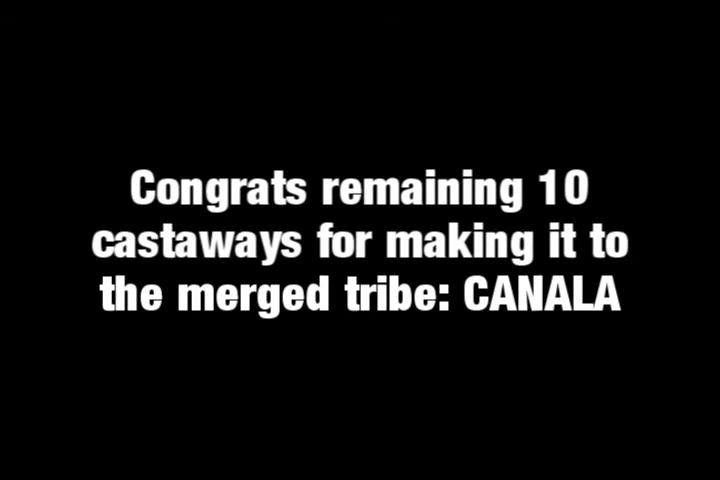 Congrats remaining 10
castaways for making it to
the merged tribe: CANALA